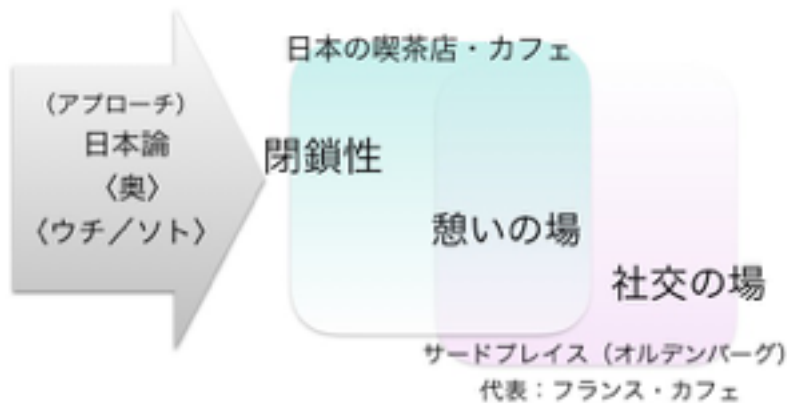 (アプローチ)
日本論
〈奥〉
〈ウチ／ソト〉
日本の喫茶店・カフェ
閉鎖性
憩いの場
社交の場
サードプレイス（オルデンバーグ）
代表：フランス・カフェ